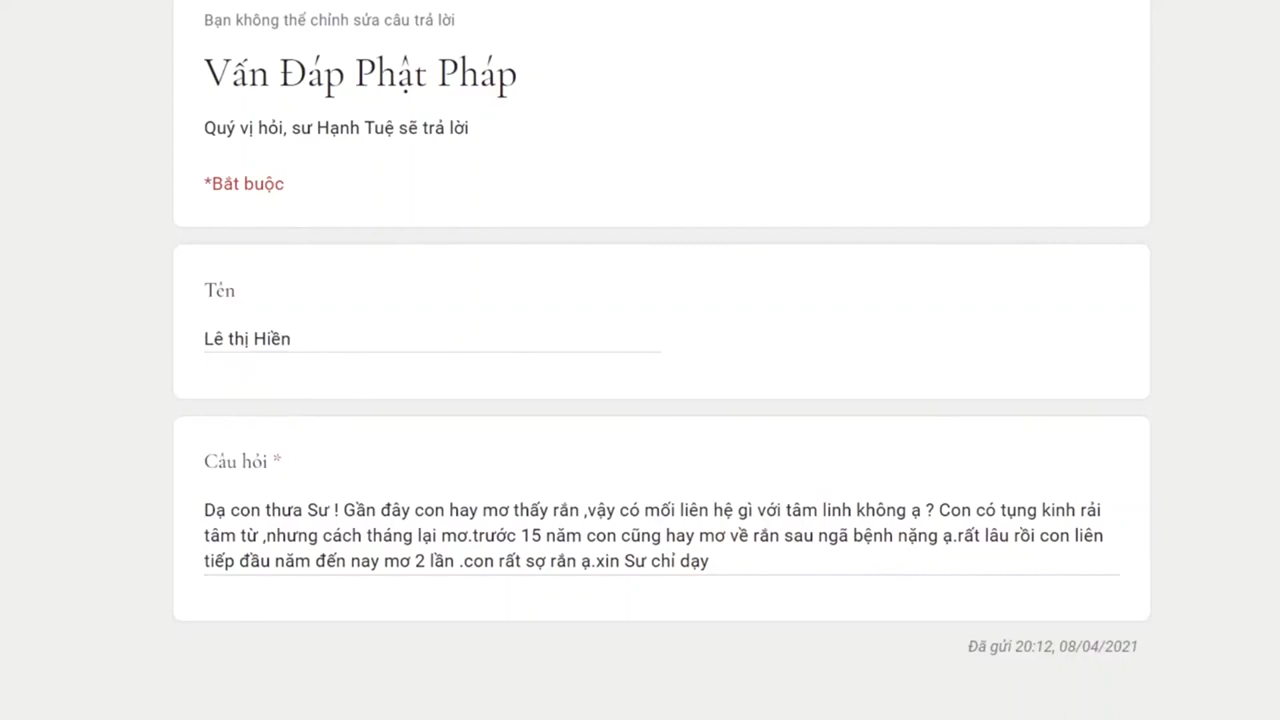 Bạn không thể chỉnh sửa câu trả lời
Vấn Đáp Phật Pháp
Quý vị hỏi, sư Hạnh Tuệ sẽ trả lời
*Bắt buộc
Tên
Lê thị Hiền
Câu hỏi *
Dạ con thưa Sư ! Gần đây con hay mơ thấy rắn ,vậy có mối liên hệ gì với tâm linh không ạ ? Con có tụng kinh rải
tâm từ ,nhưng cách tháng lại mơ.trước 15 năm con cũng hay mơ về rắn sau ngã bệnh nặng ạ.rất lâu rồi con liên
tiếp đầu năm đến nay mơ 2 lần .con rất sợ rắn ạ.xin Sư chỉ dạy
Đã gửi 20:12, 08/04/2021